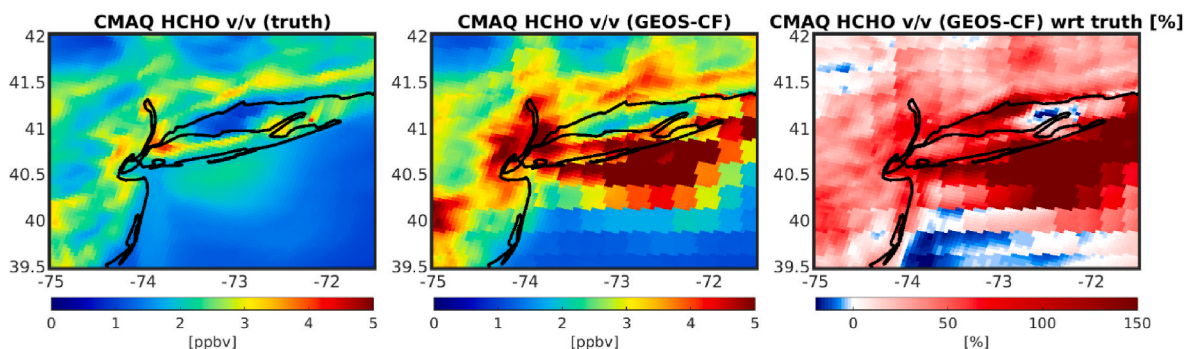 CMAQ HCHO v/v (truth)
42
41.5
41
40.5
40
39.5
-75 -74 -73 -72
0 1 2 3 4 5
[ppbv]
CMAQ HCHO v/v (GEOS-CF)
42
41.5
41
40.5
40
39.5
-75 -74 -73 -72
0 1 2 3 4 5
[ppbv]
CMAQ HCHO v/v (GEOS-CF) wrt truth [%]
42
41.5
41
40.5
40
39.5
-75 -74 -73 -72
0 50 100 150
[%]